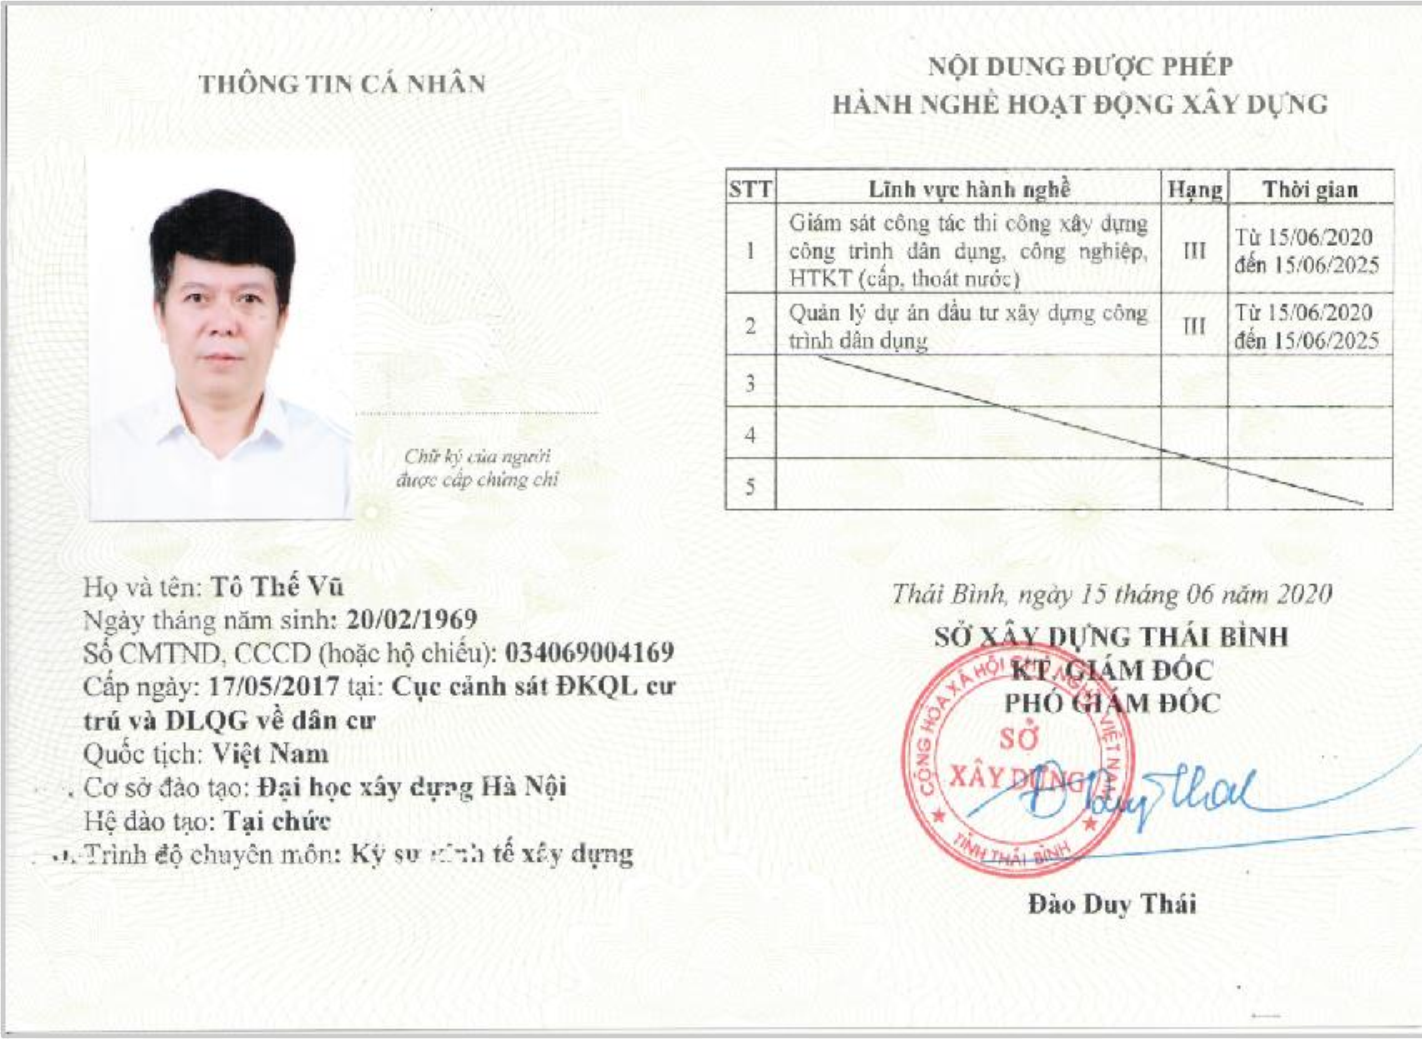 THÔNG TIN CÁ NHÂN
Chữ ký của người
được cấp chứng chỉ
Họ và tên: Tô Thế Vũ
Ngày tháng năm sinh: 20/02/1969
Số CMTND, CCCD (hoặc hộ chiếu): 034069004169
Cấp ngày: 17/05/2017 tại: Cục cảnh sát ĐKQL cư
trú và DLQG về dân cư
Quốc tịch: Việt Nam
Cơ sở đào tạo: Đại học xây dựng Hà Nội
Hệ đào tạo: Tại chức
Trình độ chuyên môn: Kỹ sư kinh tế xây dựng
NỘI DUNG ĐƯỢC PHÉP
HÀNH NGHỀ HOẠT ĐỘNG XÂY DỰNG
STT Lĩnh vực hành nghề Hạng Thời gian
Giám sát công tác thi công xây dựng
1 công trình dân dụng, công nghiệp, III Từ 15/06/2020
HTKT (cấp, thoát nước) đến 15/06/2025
2 Quản lý dự án đầu tư xây dựng công III Từ 15/06/2020
trình dân dụng đến 15/06/2025
3
4
5
Thái Bình, ngày 15 tháng 06 năm 2020
SỞ XÂY DỰNG THÁI BÌNH
KT. GIÁM ĐỐC
PHÓ GIÁM ĐỐC
CỘNG HÒA XÃ HỘI CHỦ NGHĨA VIỆT NAM
SỞ
XÂY DỰNG
TỈNH THÁI BÌNH
Đào Duy Thái